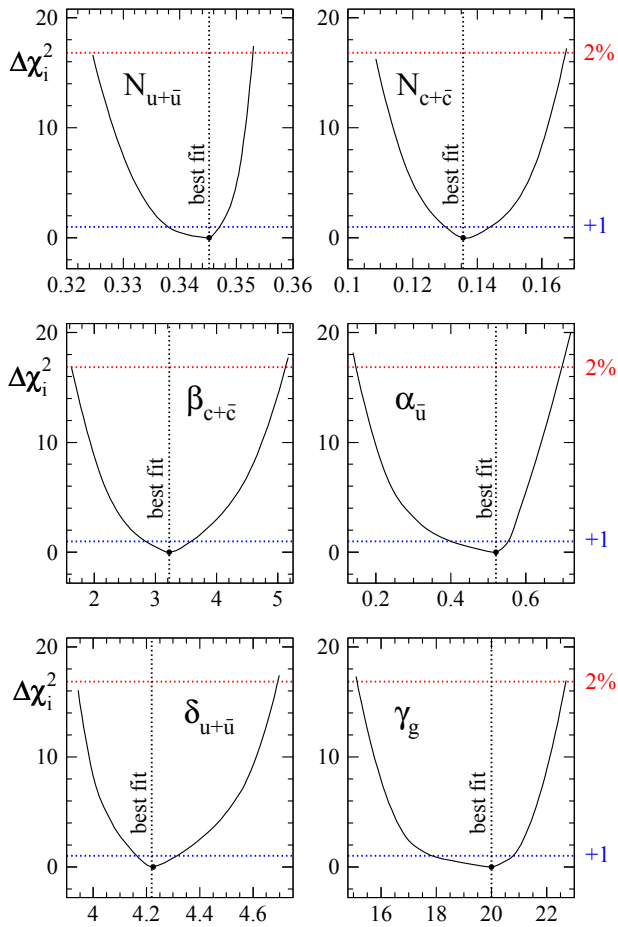 20 20 2%
Δχᵢ² N_{u+ū} N_{c+c̄}
10 10
best fit best fit
+1
0 0
0.32 0.33 0.34 0.35 0.36 0.1 0.12 0.14 0.16
20 20 2%
Δχᵢ² β_{c+c̄} α_{ū}
10 10
best fit best fit
+1
0 0
2 3 4 5 0.2 0.4 0.6
20 20 2%
Δχᵢ² δ_{u+ū} γ_g
10 10
best fit best fit
+1
0 0
4 4.2 4.4 4.6 16 18 20 22